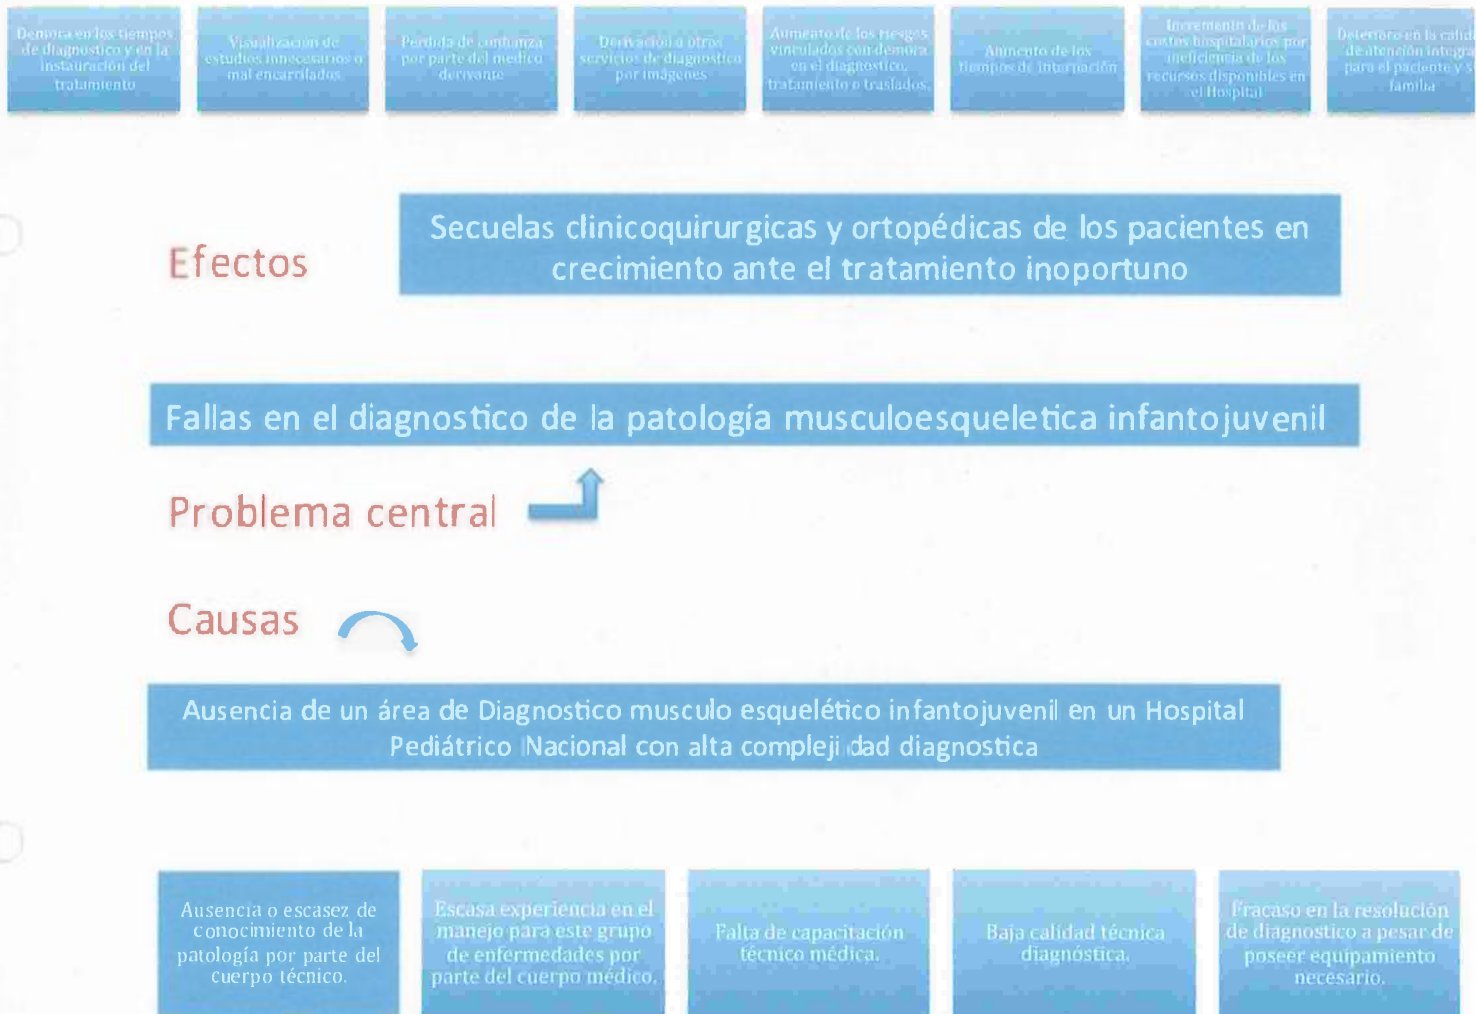 Demora en los tiempos
de diagnostico y en la
instauración del
tratamiento
Visualización de
estudios innecesarios o
mal encarrilados
Perdida de confianza
por parte del medico
derivante
Derivación a otros
servicios de diagnostico
por imágenes
Aumento de los riesgos
vinculados con demora
en el diagnostico,
tratamiento o traslados.
Aumento de los
tiempos de internación
Incremento de los
costos hospitalarios por
ineficiencia de los
recursos disponibles en
el Hospital
Deterioro en la calid
de atención integra
para el paciente y s
familia
Efectos
Secuelas clinicoquirurgicas y ortopédicas de los pacientes en
crecimiento ante el tratamiento inoportuno
Fallas en el diagnostico de la patología musculoesqueletica infantojuvenil
Problema central
Causas
Ausencia de un área de Diagnostico musculo esquelético infantojuvenil en un Hospital
Pediátrico Nacional con alta complejidad diagnostica
Ausencia o escasez de
conocimiento de la
patología por parte del
cuerpo técnico.
Escasa experiencia en el
manejo para este grupo
de enfermedades por
parte del cuerpo médico.
Falta de capacitación
técnico médica.
Baja calidad técnica
diagnóstica.
Fracaso en la resolución
de diagnostico a pesar de
poseer equipamiento
necesario.